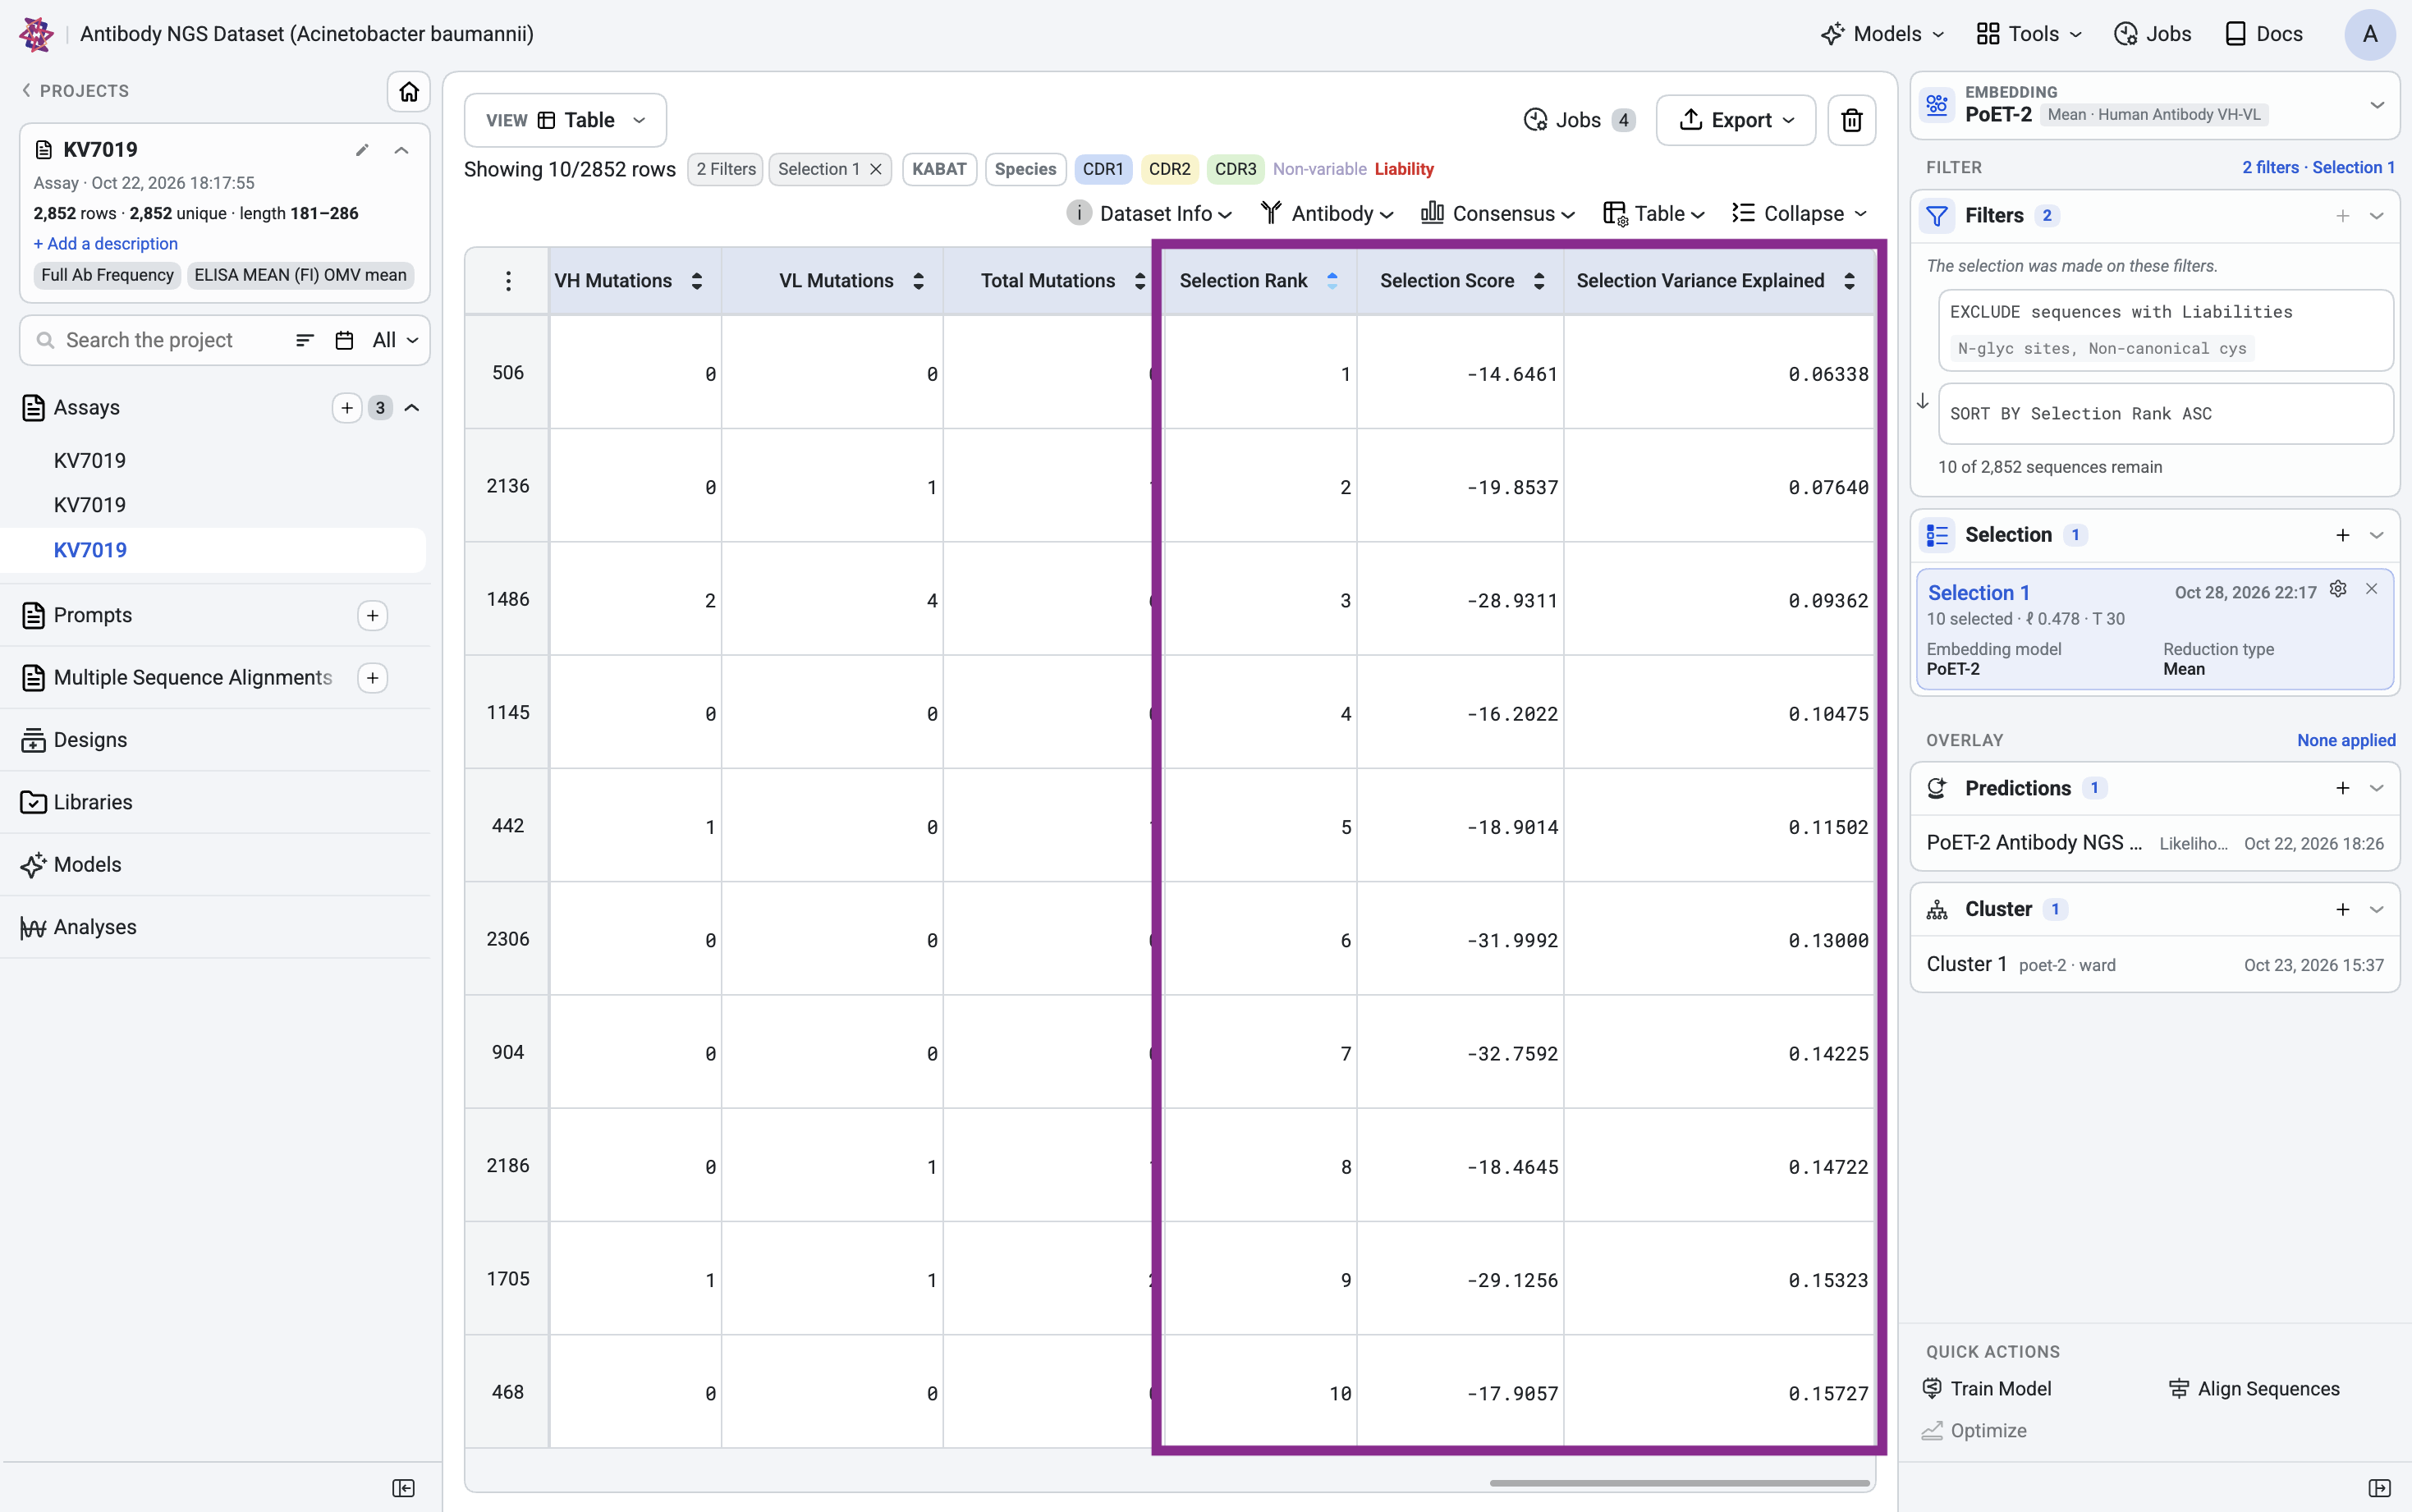 Antibody NGS Dataset (Acinetobacter baumannii)
Models
Tools
Jobs
Docs
A
PROJECTS
KV7019
Assay · Oct 22, 2026 18:17:55
2,852 rows · 2,852 unique · length 181–286
+ Add a description
Full Ab Frequency
ELISA MEAN (FI) OMV mean
Search the project
All
Assays
3
KV7019
KV7019
KV7019
Prompts
Multiple Sequence Alignments
Designs
Libraries
Models
Analyses
VIEW Table
Jobs 4
Export
Showing 10/2852 rows
2 Filters
Selection 1
KABAT
Species
CDR1
CDR2
CDR3
Non-variable
Liability
Dataset Info
Antibody
Consensus
Table
Collapse
VH Mutations VL Mutations Total Mutations Selection Rank Selection Score Selection Variance Explained
506 0 0 1 -14.6461 0.06338
2136 0 1 2 -19.8537 0.07640
1486 2 4 3 -28.9311 0.09362
1145 0 0 4 -16.2022 0.10475
442 1 0 5 -18.9014 0.11502
2306 0 0 6 -31.9992 0.13000
904 0 0 7 -32.7592 0.14225
2186 0 1 8 -18.4645 0.14722
1705 1 1 9 -29.1256 0.15323
468 0 0 10 -17.9057 0.15727
EMBEDDING
PoET-2 Mean · Human Antibody VH-VL
FILTER
2 filters · Selection 1
Filters 2
The selection was made on these filters.
EXCLUDE sequences with Liabilities
N-glyc sites, Non-canonical cys
SORT BY Selection Rank ASC
10 of 2,852 sequences remain
Selection 1
Selection 1 Oct 28, 2026 22:17
10 selected · ℓ 0.478 · T 30
Embedding model Reduction type
PoET-2 Mean
OVERLAY
None applied
Predictions 1
PoET-2 Antibody NGS ... Likeliho... Oct 22, 2026 18:26
Cluster 1
Cluster 1 poet-2 · ward Oct 23, 2026 15:37
QUICK ACTIONS
Train Model
Align Sequences
Optimize